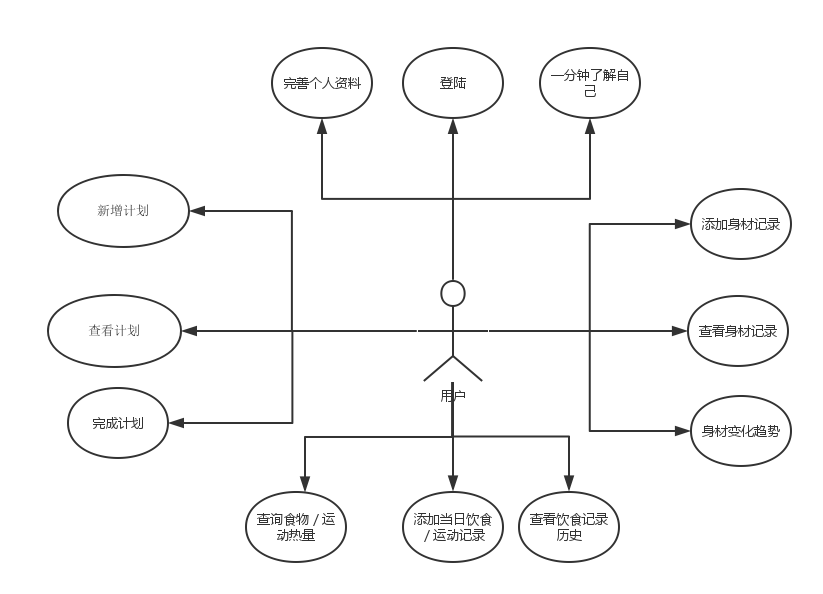 完善个人资料
登陆
一分钟了解自
己
新增计划
添加身材记录
查看计划
查看身材记录
用户
完成计划
身材变化趋势
查询食物 / 运
动热量
添加当日饮食
/ 运动记录
查看饮食记录
历史